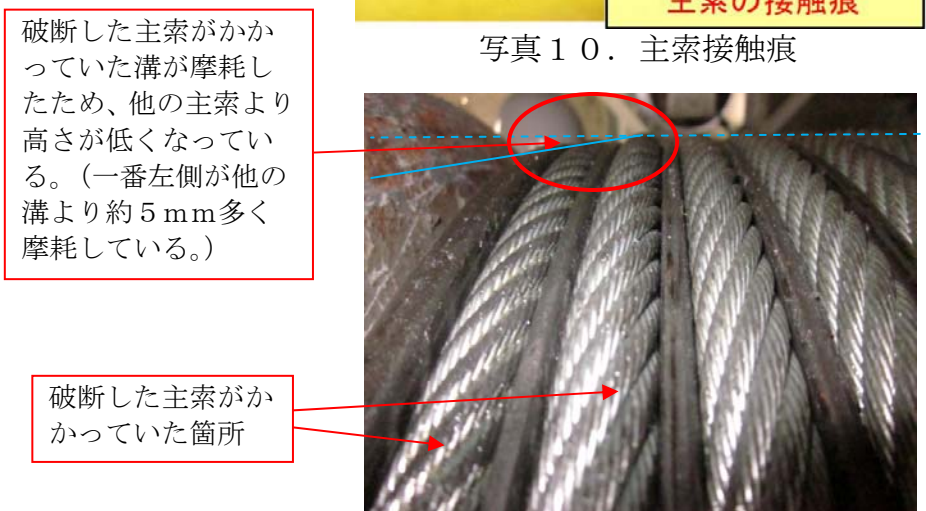 主索の接触痕
写真１０．主索接触痕
破断した主索がかか
っていた溝が摩耗し
たため、他の主索より
高さが低くなってい
る。（一番左側が他の
溝より約５ｍｍ多く
摩耗している。）
破断した主索がか
かっていた箇所